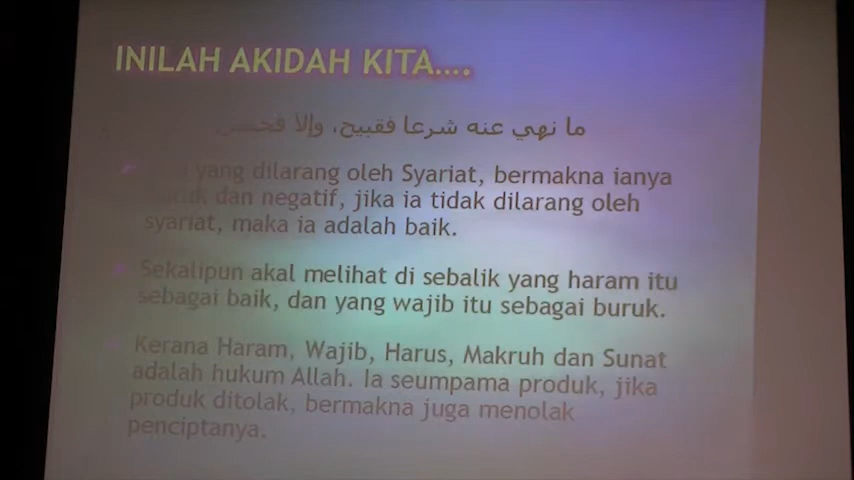 INILAH AKIDAH KITA....
ما نهي عنه شرعا فقبيح، وإلا
yang dilarang oleh Syariat, bermakna ianya
dan negatif, jika ia tidak dilarang oleh
syariat, maka ia adalah baik.
Sekalipun akal melihat di sebalik yang haram itu
sebagai baik, dan yang wajib itu sebagai buruk.
Kerana Haram, Wajib, Harus, Makruh dan Sunat
adalah hukum Allah. Ia seumpama produk, jika
produk ditolak, bermakna juga menolak
penciptanya.